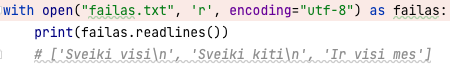 with open("failas.txt", 'r', encoding="utf-8") as failas:
    print(failas.readlines())
    # ['Sveiki visi\n', 'Sveiki kiti\n', 'Ir visi mes']